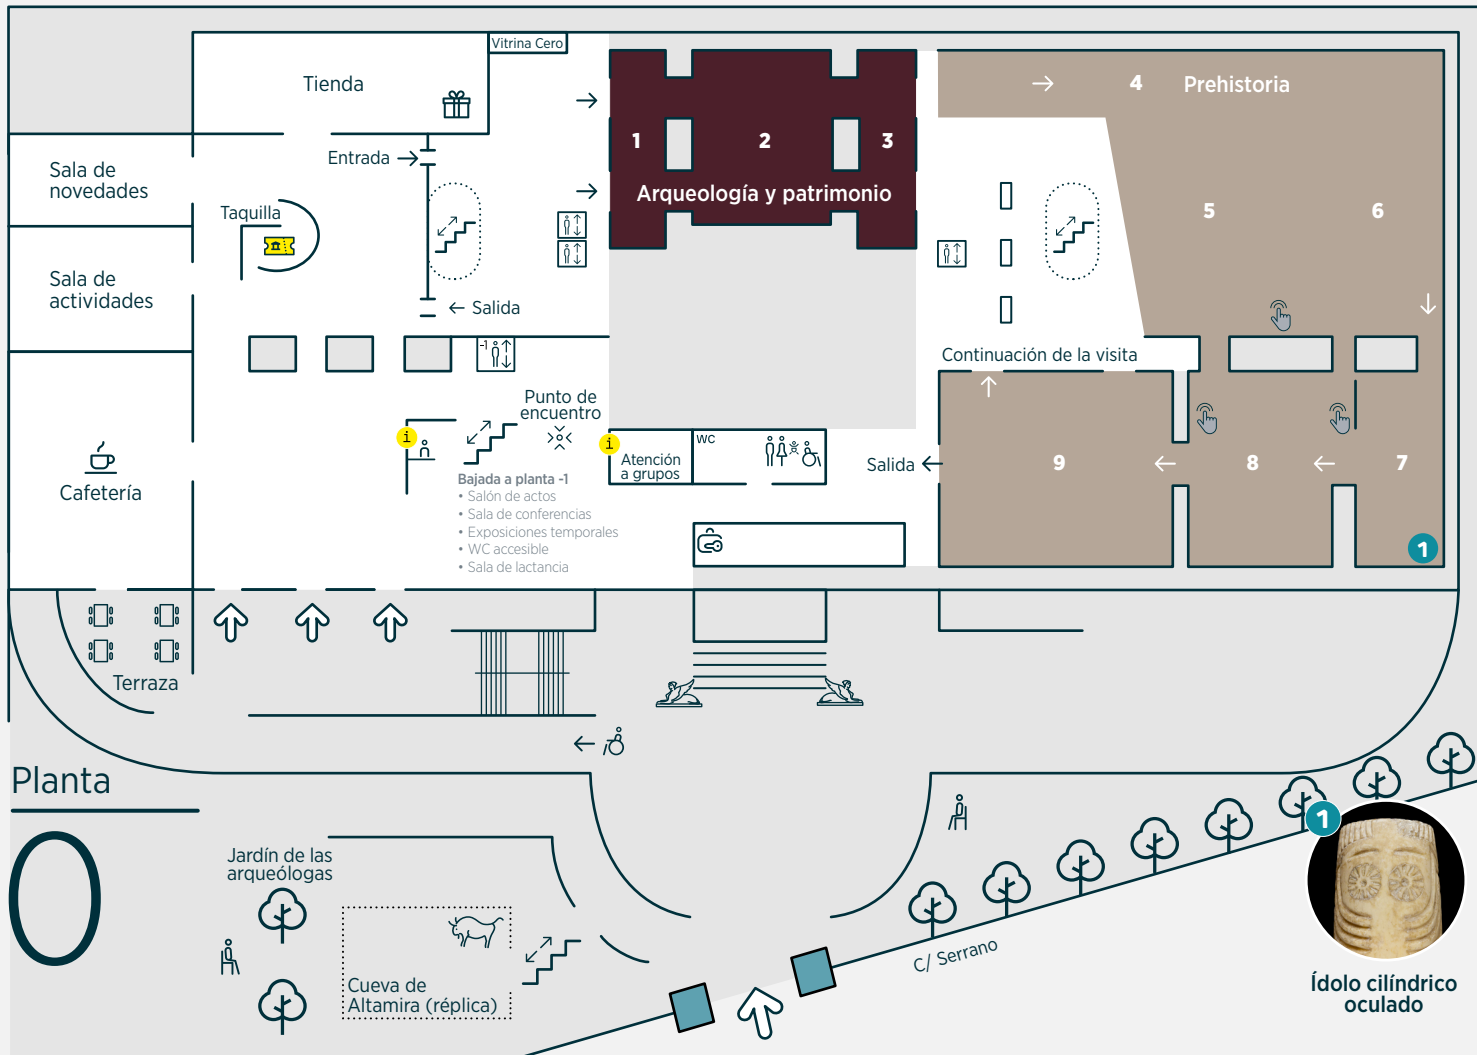 Vitrina Cero
Tienda
4 Prehistoria
Entrada
1
2
3
Sala de
novedades
Arqueología y patrimonio
Taquilla
5
6
Sala de
actividades
Salida
-1
Continuación de la visita
Punto de
encuentro
i
i
WC
Atención
a grupos
Salida
9
8
7
Cafetería
Bajada a planta -1
• Salón de actos
• Sala de conferencias
• Exposiciones temporales
• WC accesible
• Sala de lactancia
1
Terraza
Planta
0
Jardín de las
arqueólogas
Cueva de
Altamira (réplica)
C/ Serrano
1
Ídolo cilíndrico
oculado